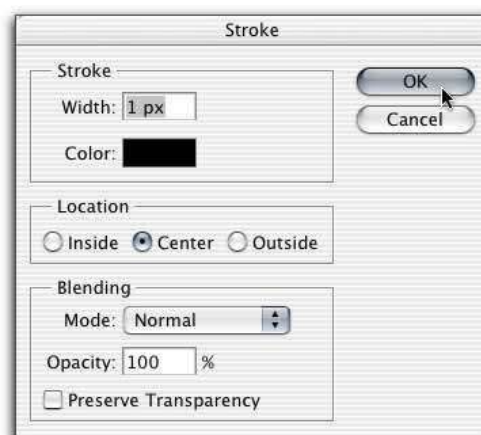 Stroke
Stroke
Width: 1 px
Color:
OK
Cancel
Location
Inside Center Outside
Blending
Mode: Normal
Opacity: 100 %
Preserve Transparency